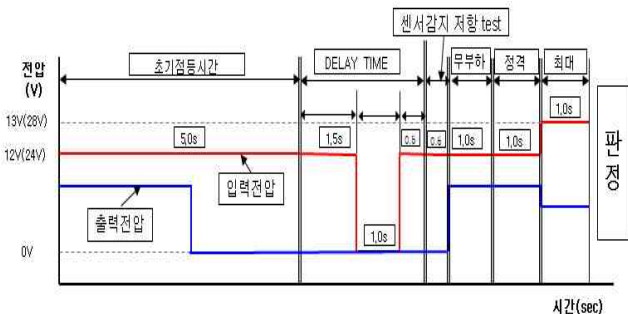 센서감지 저항 test
전압
(V)
초기점등시간
DELAY TIME
무부하
정격
최대
13V(28V)
1,0s
5,0s
1,5s
0.5
0.5
1,0s
1,0s
12V(24V)
입력전압
출력전압
1,0s
0V
판정
시간(sec)